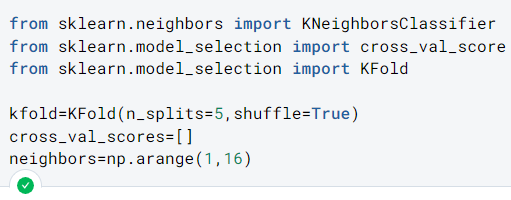 from sklearn.neighbors import KNeighborsClassifier
from sklearn.model_selection import cross_val_score
from sklearn.model_selection import KFold
kfold=KFold(n_splits=5,shuffle=True)
cross_val_scores=[]
neighbors=np.arange(1,16)